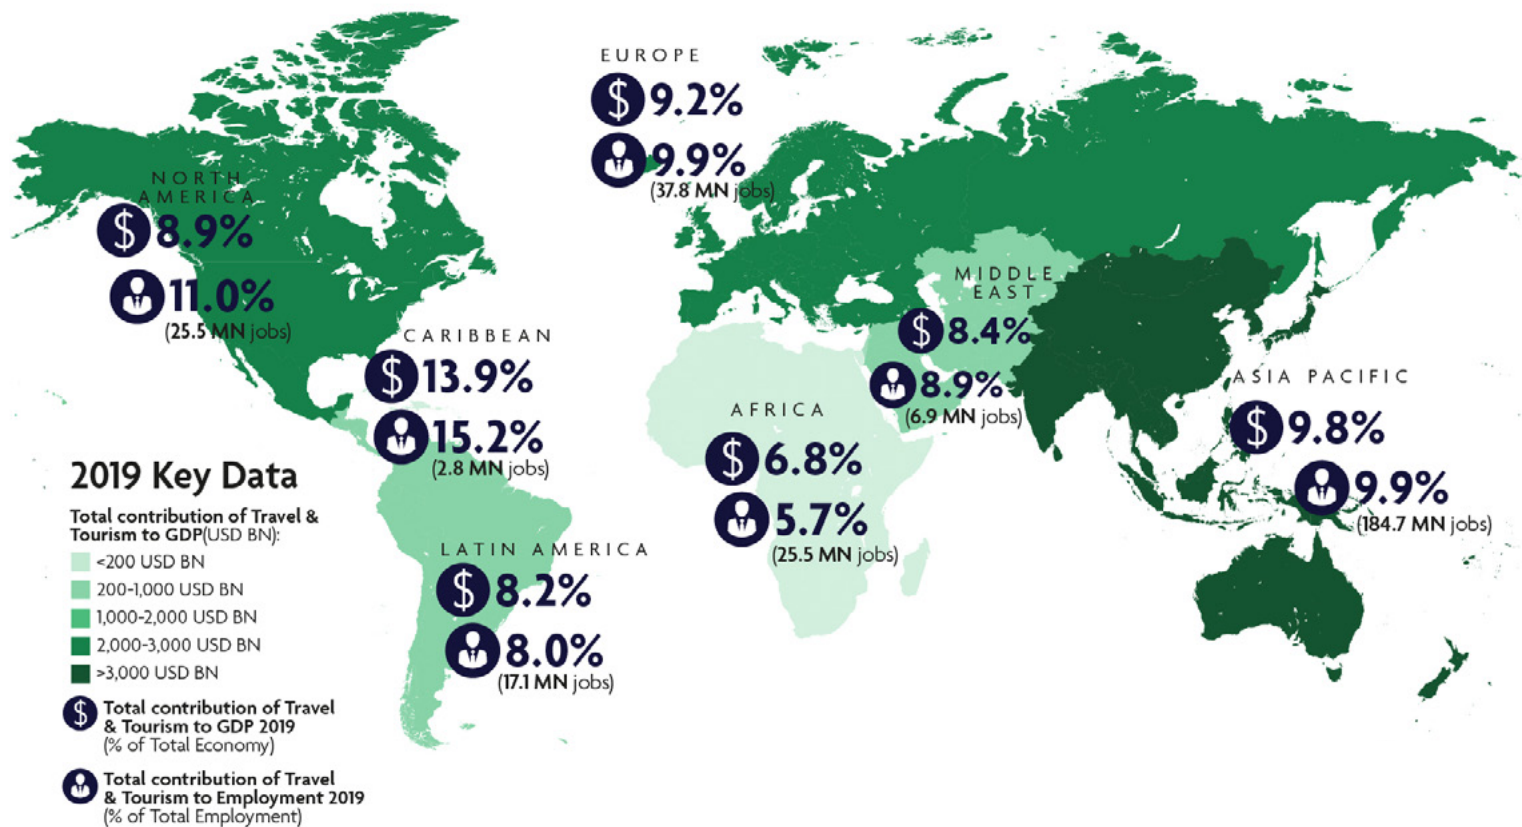 EUROPE
$ 9.2%
9.9%
(37.8 MN jobs)
NORTH
AMERICA
$ 8.9%
11.0%
(25.5 MN jobs)
CARIBBEAN
$ 13.9%
15.2%
(2.8 MN jobs)
MIDDLE
EAST
$ 8.4%
8.9%
(6.9 MN jobs)
ASIA PACIFIC
$ 9.8%
9.9%
(184.7 MN jobs)
AFRICA
$ 6.8%
5.7%
(25.5 MN jobs)
LATIN AMERICA
$ 8.2%
8.0%
(17.1 MN jobs)
2019 Key Data
Total contribution of Travel &
Tourism to GDP(USD BN):
<200 USD BN
200-1,000 USD BN
1,000-2,000 USD BN
2,000-3,000 USD BN
>3,000 USD BN
$ Total contribution of Travel
& Tourism to GDP 2019
(% of Total Economy)
Total contribution of Travel
& Tourism to Employment 2019
(% of Total Employment)